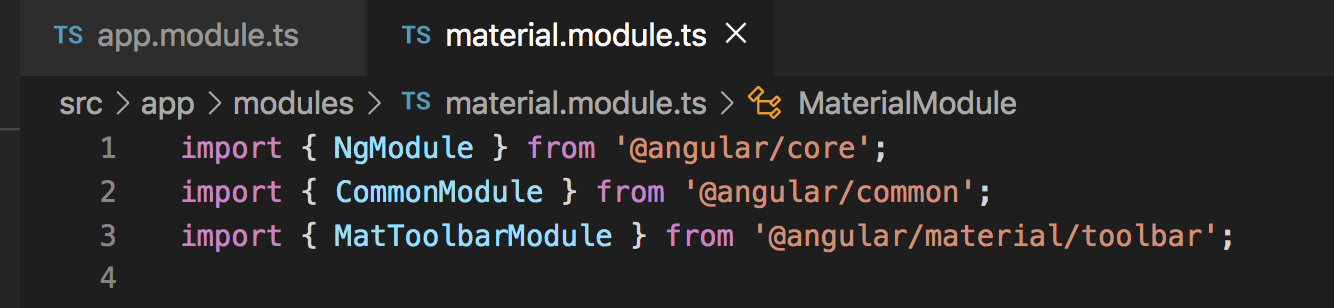 TS app.module.ts TS material.module.ts ×
src > app > modules > TS material.module.ts > MaterialModule
1 import { NgModule } from '@angular/core';
2 import { CommonModule } from '@angular/common';
3 import { MatToolbarModule } from '@angular/material/toolbar';
4